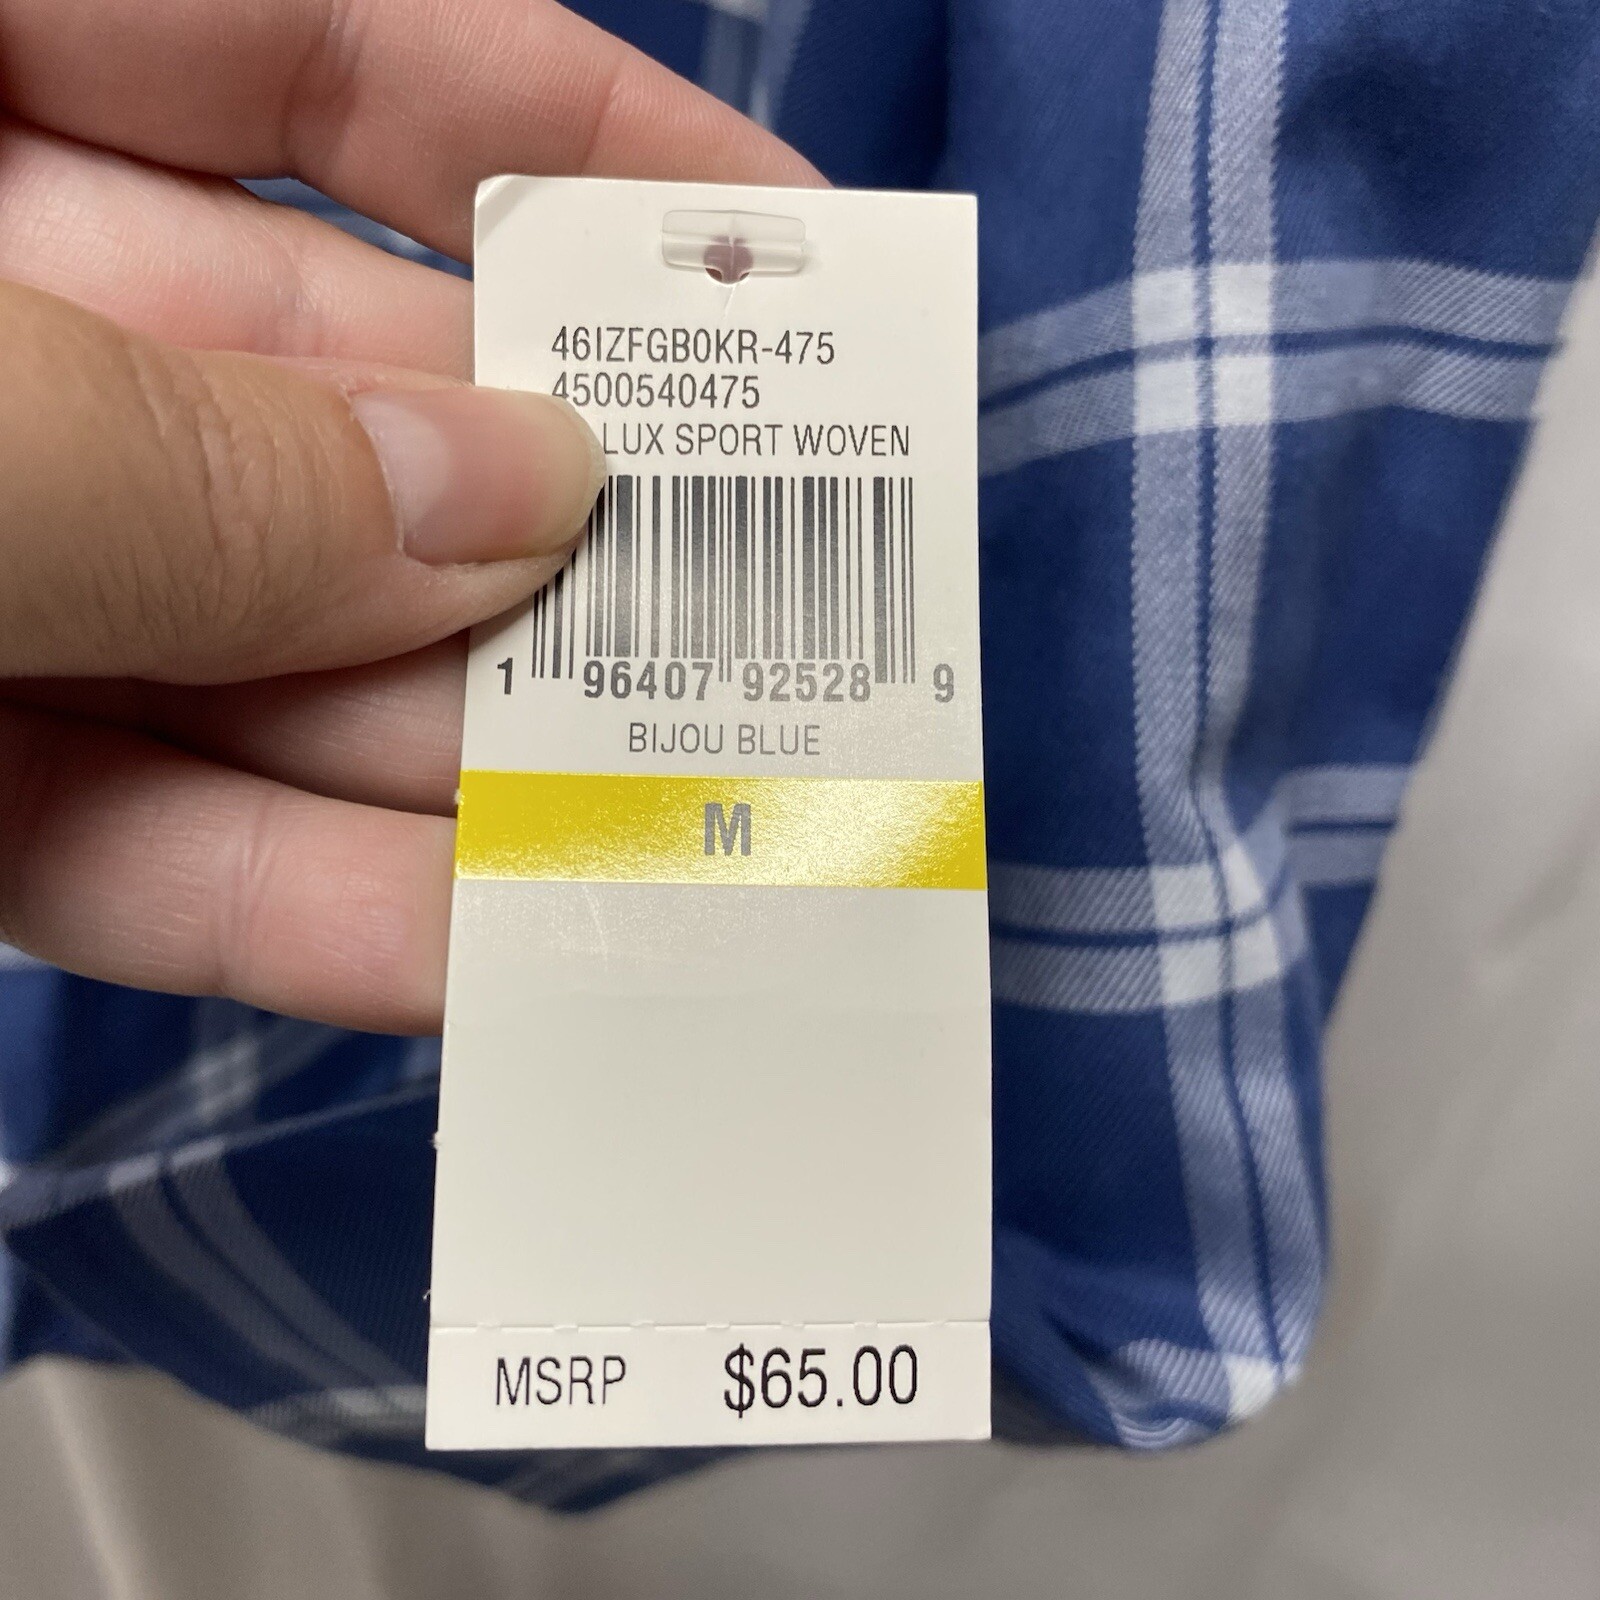 46IZFGB0KR-475
4500540475
LUX SPORT WOVEN
1 96407 92528 9
BIJOU BLUE
M
MSRP $65.00